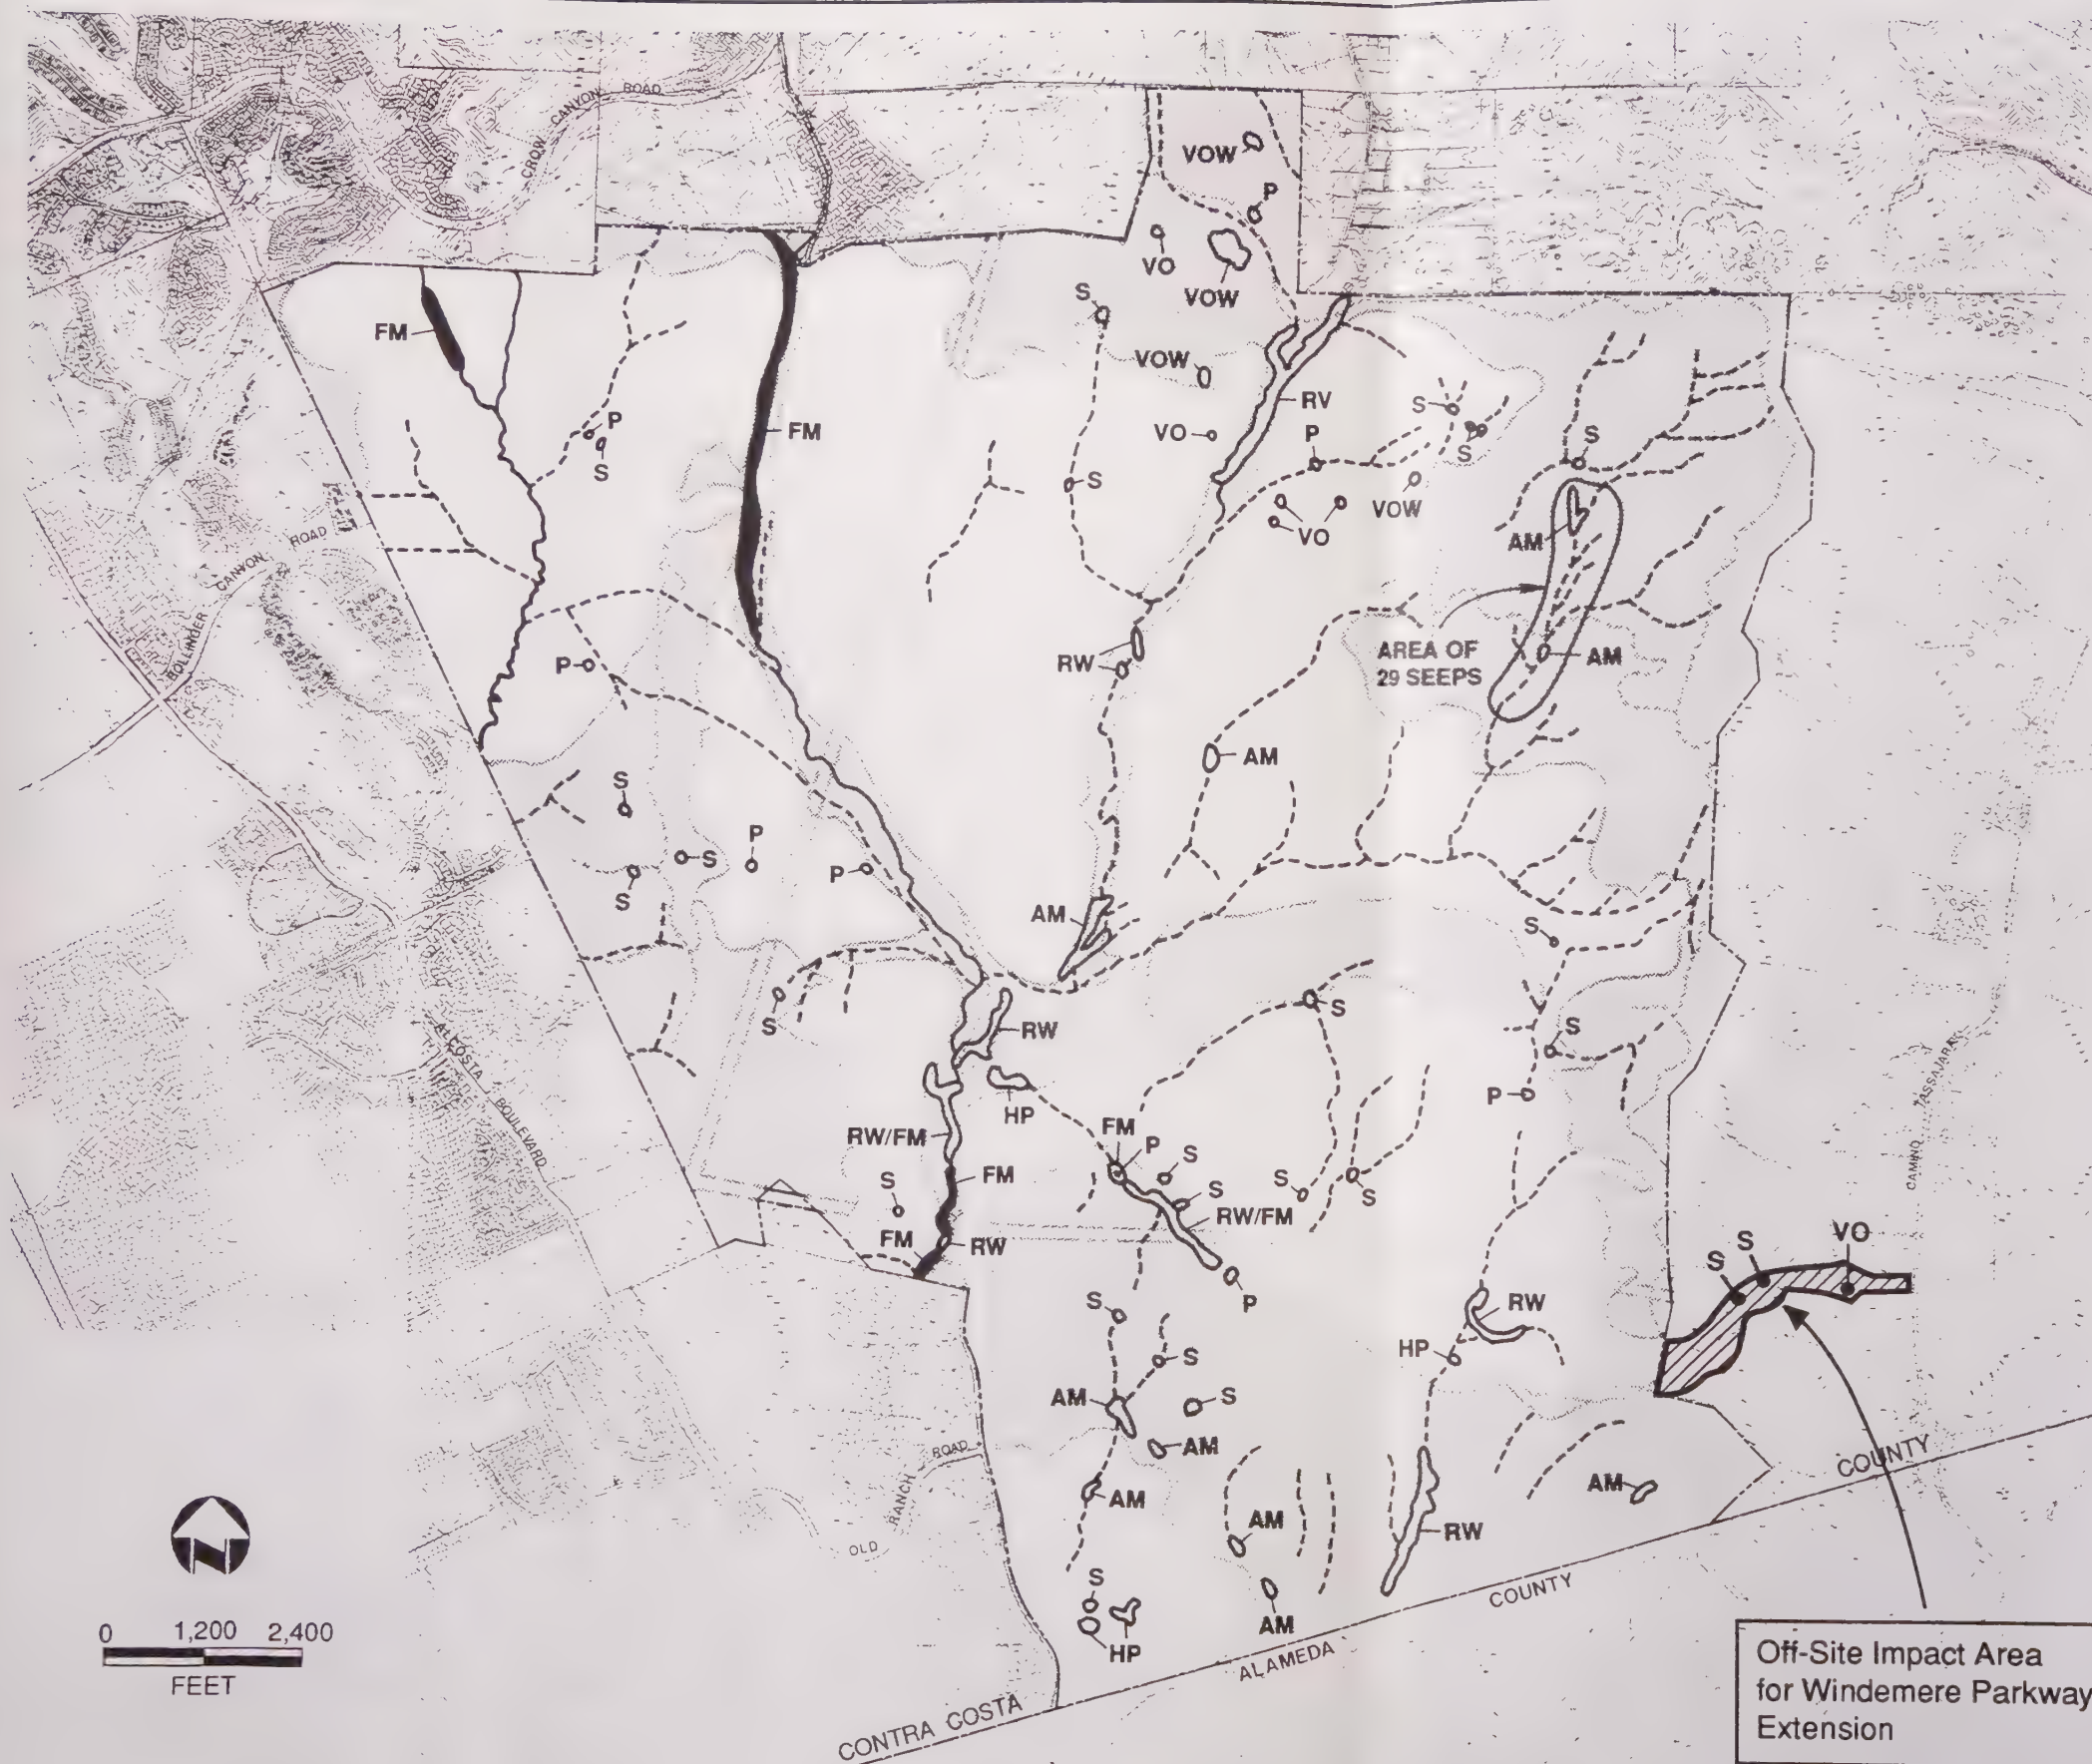 CROW CANYON ROAD
VOW
P
VO
VOW
S
FM
VOW
RV
S
P
FM
VO
P
S
S
S
S
VOW
VO
AM
BOLLINGER CANYON ROAD
P
RW
AREA OF
29 SEEPS
AM
AM
S
P
S
P
S
AM
S
S
S
S
RW
ALCOSTA BOULEVARD
CAMINO TASSAJARA
P
HP
FM
RW/FM
P
S
S
FM
S
S
S
RW/FM
FM
RW
VO
S
S
P
S
RW
HP
S
AM
S
AM
COUNTY
OLD RANCH ROAD
AM
AM
AM
RW
0 1,200 2,400
FEET
S
COUNTY
AM
HP
ALAMEDA
CONTRA COSTA
Off-Site Impact Area
for Windemere Parkway
Extension